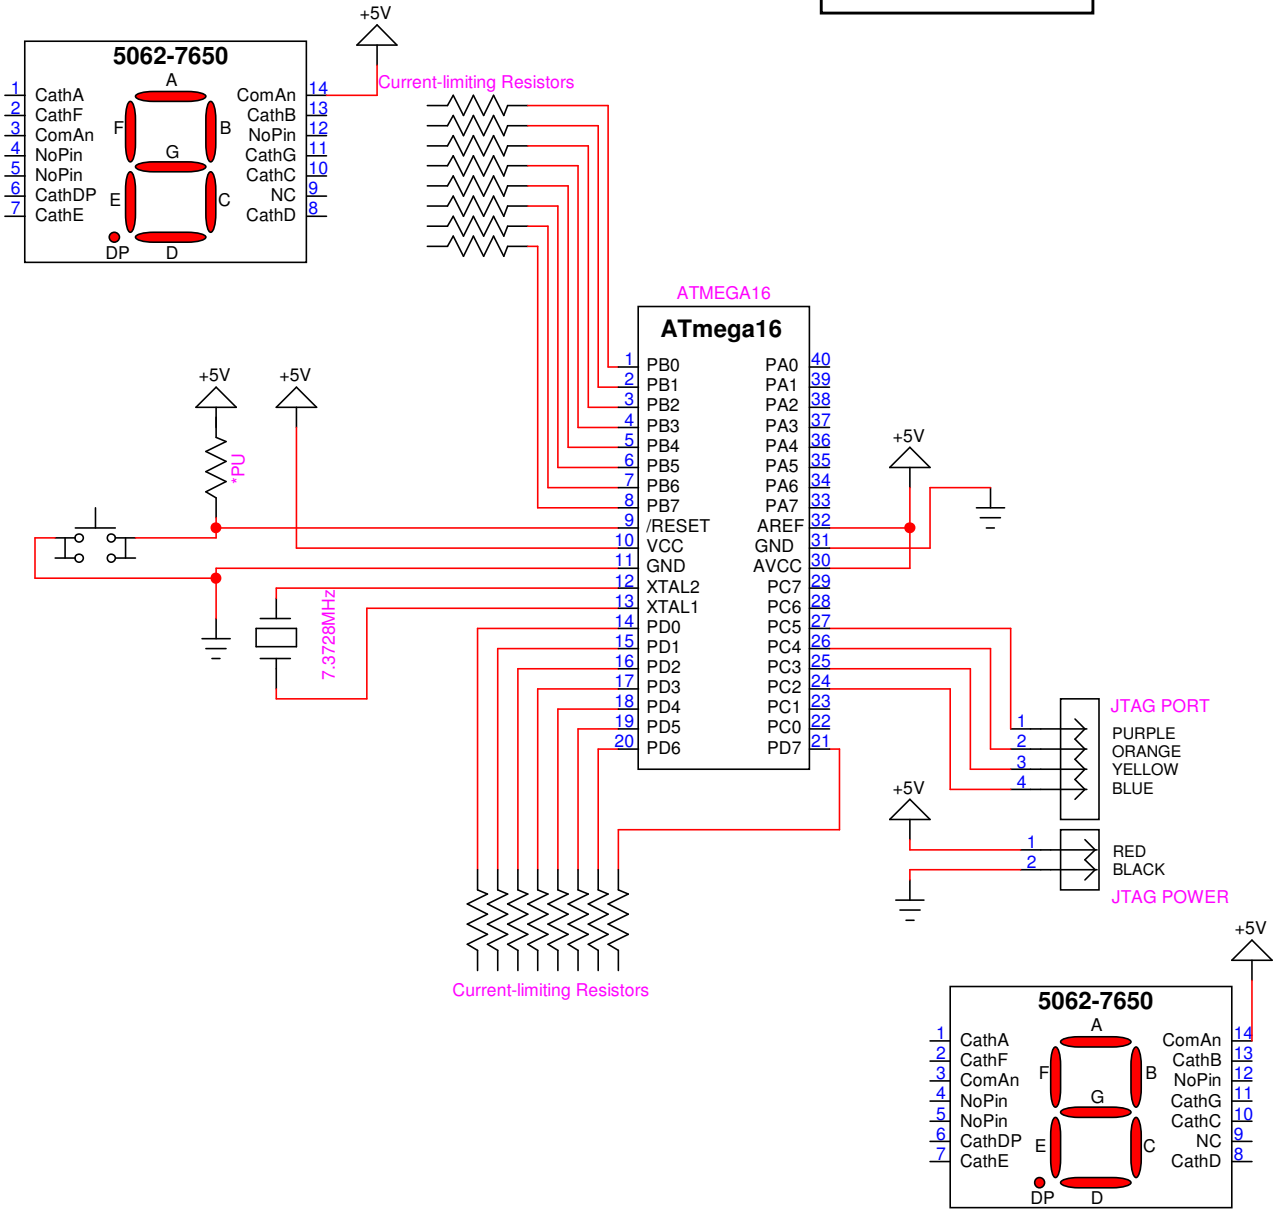 +5V
5062-7650
A
F
B
G
E
C
DP
D
1 CathA
2 CathF
3 ComAn
4 NoPin
5 NoPin
6 CathDP
7 CathE
ComAn 14
CathB 13
NoPin 12
CathG 11
CathC 10
NC 9
CathD 8
Current-limiting Resistors
ATMEGA16
ATmega16
1 PB0
2 PB1
3 PB2
4 PB3
5 PB4
6 PB5
7 PB6
8 PB7
9 /RESET
10 VCC
11 GND
12 XTAL2
13 XTAL1
14 PD0
15 PD1
16 PD2
17 PD3
18 PD4
19 PD5
20 PD6
PA0 40
PA1 39
PA2 38
PA3 37
PA4 36
PA5 35
PA6 34
PA7 33
AREF 32
GND 31
AVCC 30
PC7 29
PC6 28
PC5 27
PC4 26
PC3 25
PC2 24
PC1 23
PC0 22
PD7 21
+5V
+5V
*PU
7.3728MHz
+5V
JTAG PORT
1 PURPLE
2 ORANGE
3 YELLOW
4 BLUE
+5V
1 RED
2 BLACK
JTAG POWER
Current-limiting Resistors
+5V
5062-7650
A
F
B
G
E
C
DP
D
1 CathA
2 CathF
3 ComAn
4 NoPin
5 NoPin
6 CathDP
7 CathE
ComAn 14
CathB 13
NoPin 12
CathG 11
CathC 10
NC 9
CathD 8